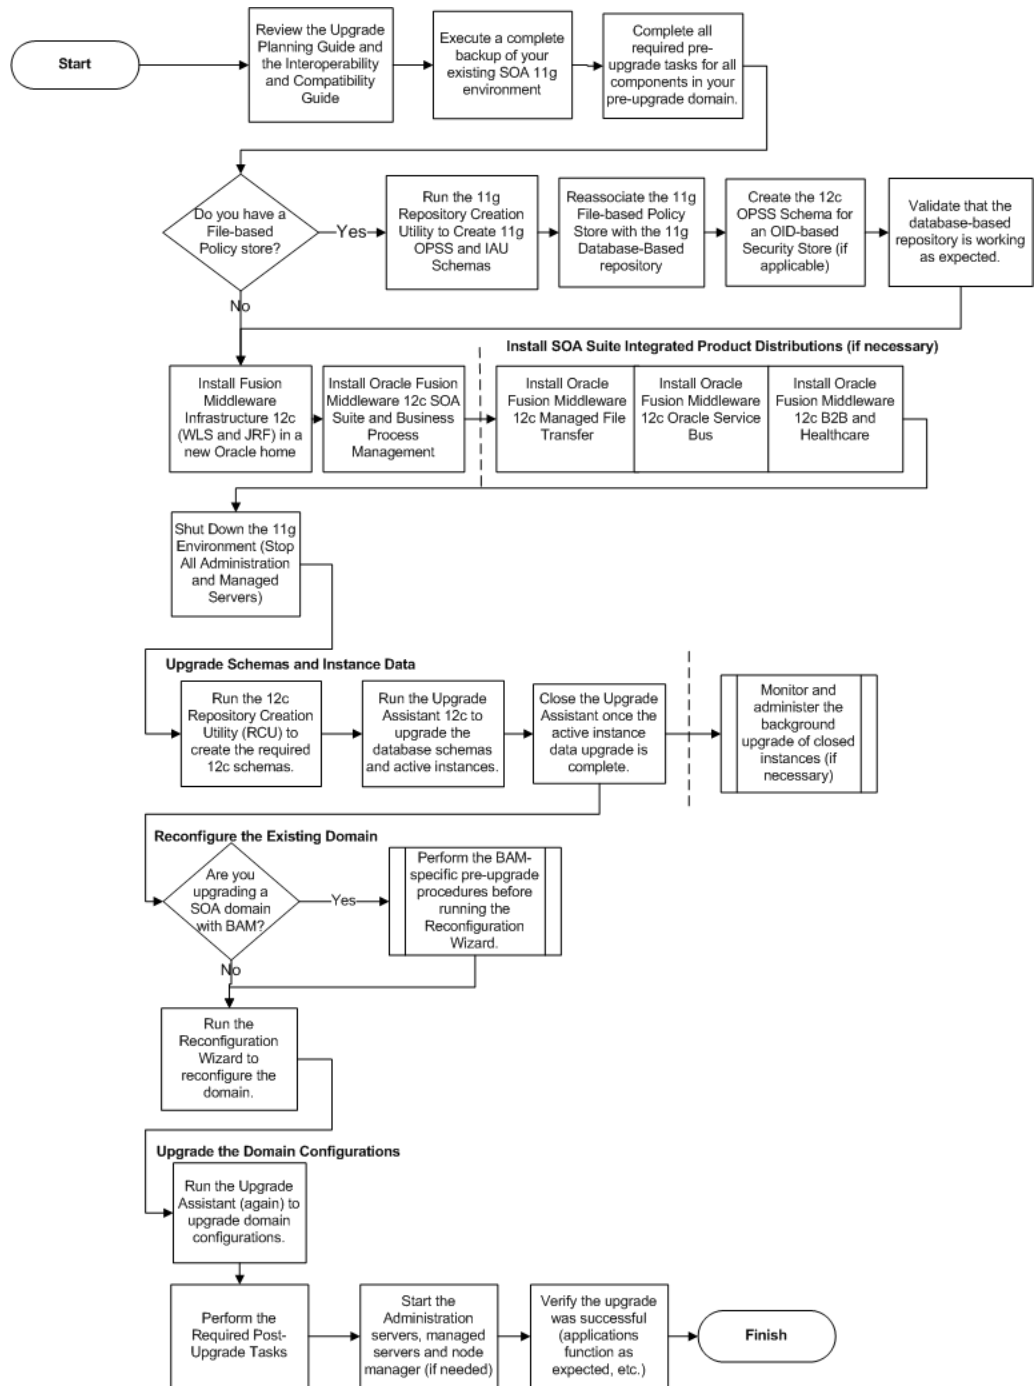 Start
Review the Upgrade
Planning Guide and
the Interoperability
and Compatibility
Guide
Execute a complete
backup of your
existing SOA 11g
environment
Complete all
required pre-
upgrade tasks for all
components in your
pre-upgrade domain.
Do you have a
File-based
Policy store?
Yes
Run the 11g
Repository Creation
Utility to Create 11g
OPSS and IAU
Schemas
Reassociate the 11g
File-based Policy
Store with the 11g
Database-Based
repository
Create the 12c
OPSS Schema for
an OID-based
Security Store (if
applicable)
Validate that the
database-based
repository is working
as expected.
No
Install SOA Suite Integrated Product Distributions (if necessary)
Install Fusion
Middleware
Infrastructure 12c
(WLS and JRF) in a
new Oracle home
Install Oracle Fusion
Middleware 12c SOA
Suite and Business
Process
Management
Install Oracle
Fusion Middleware
12c Managed File
Transfer
Install Oracle
Fusion Middleware
12c Oracle Service
Bus
Install Oracle
Fusion Middleware
12c B2B and
Healthcare
Shut Down the 11g
Environment (Stop
All Administration
and Managed
Servers)
Upgrade Schemas and Instance Data
Run the 12c
Repository Creation
Utility (RCU) to
create the required
12c schemas.
Run the Upgrade
Assistant 12c to
upgrade the
database schemas
and active instances.
Close the Upgrade
Assistant once the
active instance
data upgrade is
complete.
Monitor and
administer the
background
upgrade of closed
instances (if
necessary)
Reconfigure the Existing Domain
Are you
upgrading a
SOA domain
with BAM?
Yes
Perform the BAM-
specific pre-upgrade
procedures before
running the
Reconfiguration
Wizard.
No
Run the
Reconfiguration
Wizard to
reconfigure the
domain.
Upgrade the Domain Configurations
Run the Upgrade
Assistant (again) to
upgrade domain
configurations.
Perform the
Required Post-
Upgrade Tasks
Start the
Administration
servers, managed
servers and node
manager (if needed)
Verify the upgrade
was successful
(applications
function as
expected, etc.)
Finish